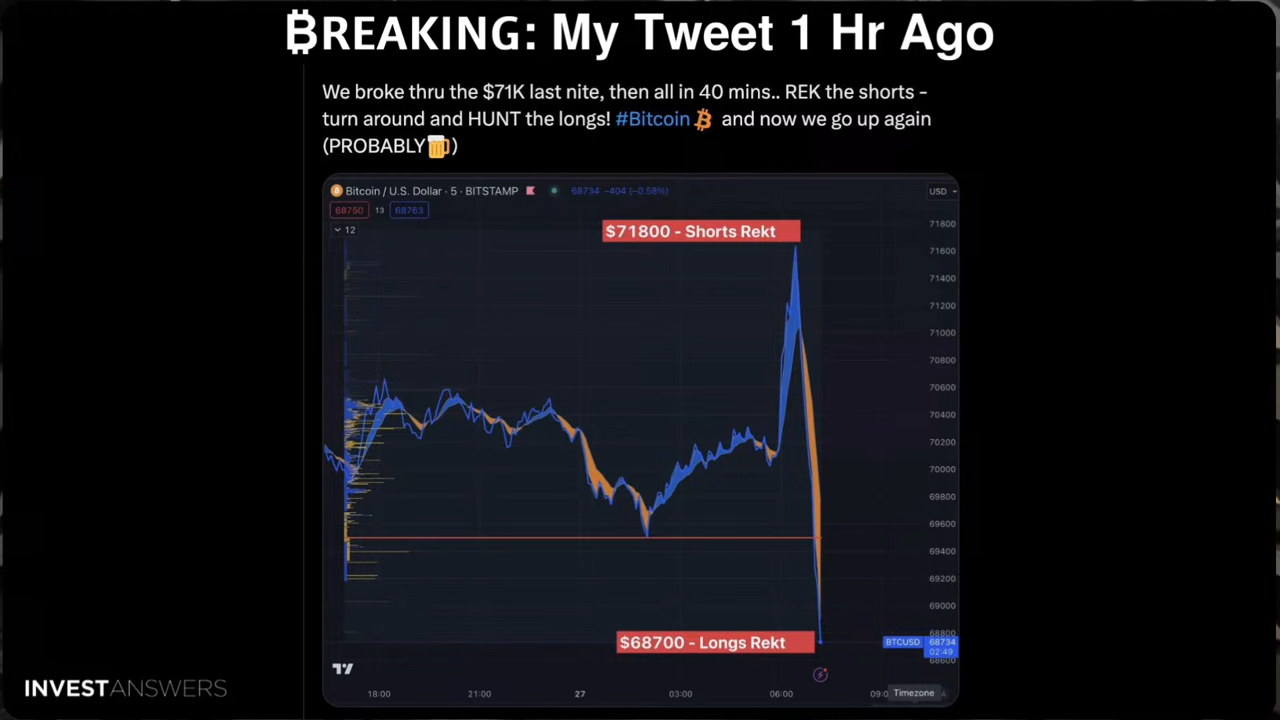 ₿REAKING: My Tweet 1 Hr Ago
We broke thru the $71K last nite, then all in 40 mins.. REK the shorts -
turn around and HUNT the longs! #Bitcoin and now we go up again
(PROBABLY🍺)
Bitcoin / U.S. Dollar · 5 · BITSTAMP 68734 −404 (−0.58%) USD
68750 13 68763
12
$71800 - Shorts Rekt
71800
71600
71400
71200
71000
70800
70600
70400
70200
70000
69800
69600
69400
69200
69000
68800
$68700 - Longs Rekt
BTCUSD 68734
02:49
68600
18:00 21:00 27 03:00 06:00 Timezone
INVESTANSWERS